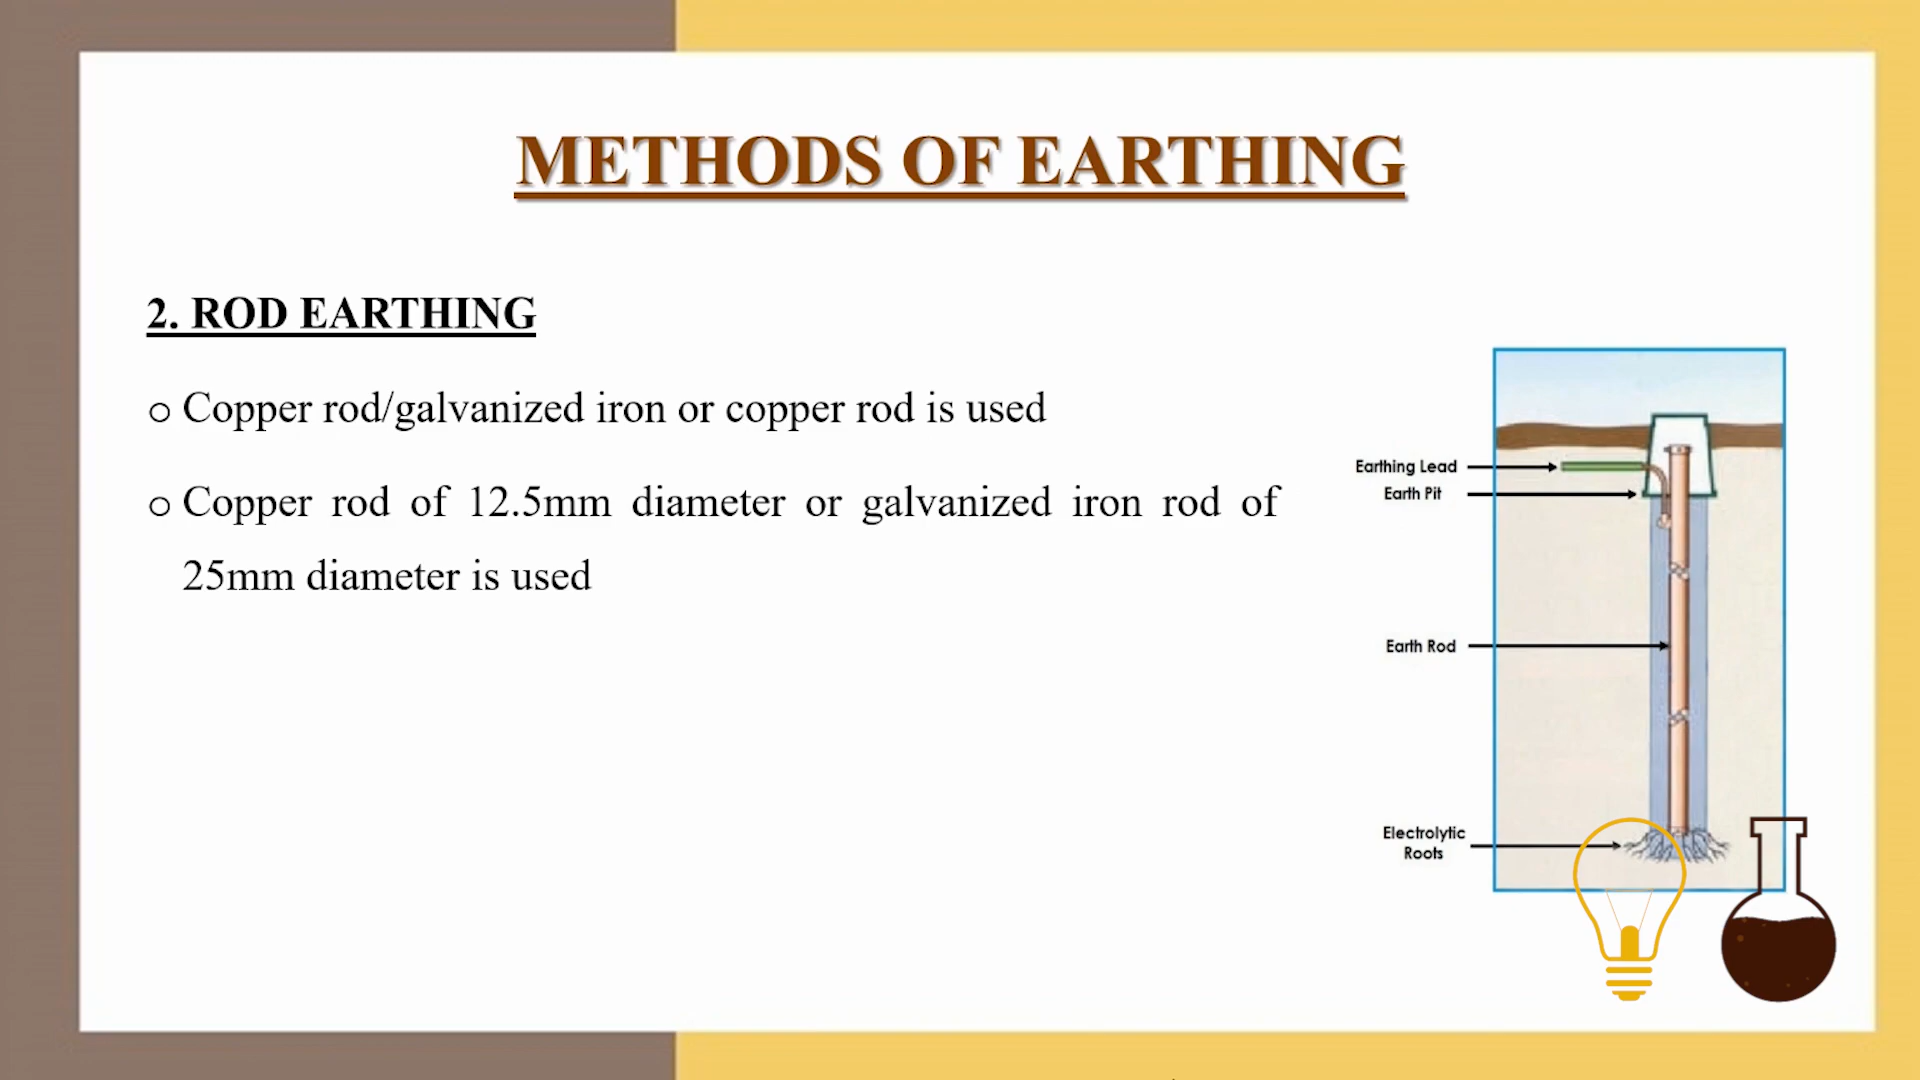 METHODS OF EARTHING
2. ROD EARTHING
o Copper rod/galvanized iron or copper rod is used
o Copper rod of 12.5mm diameter or galvanized iron rod of
25mm diameter is used
Earthing Lead
Earth Pit
Earth Rod
Electrolytic
Roots